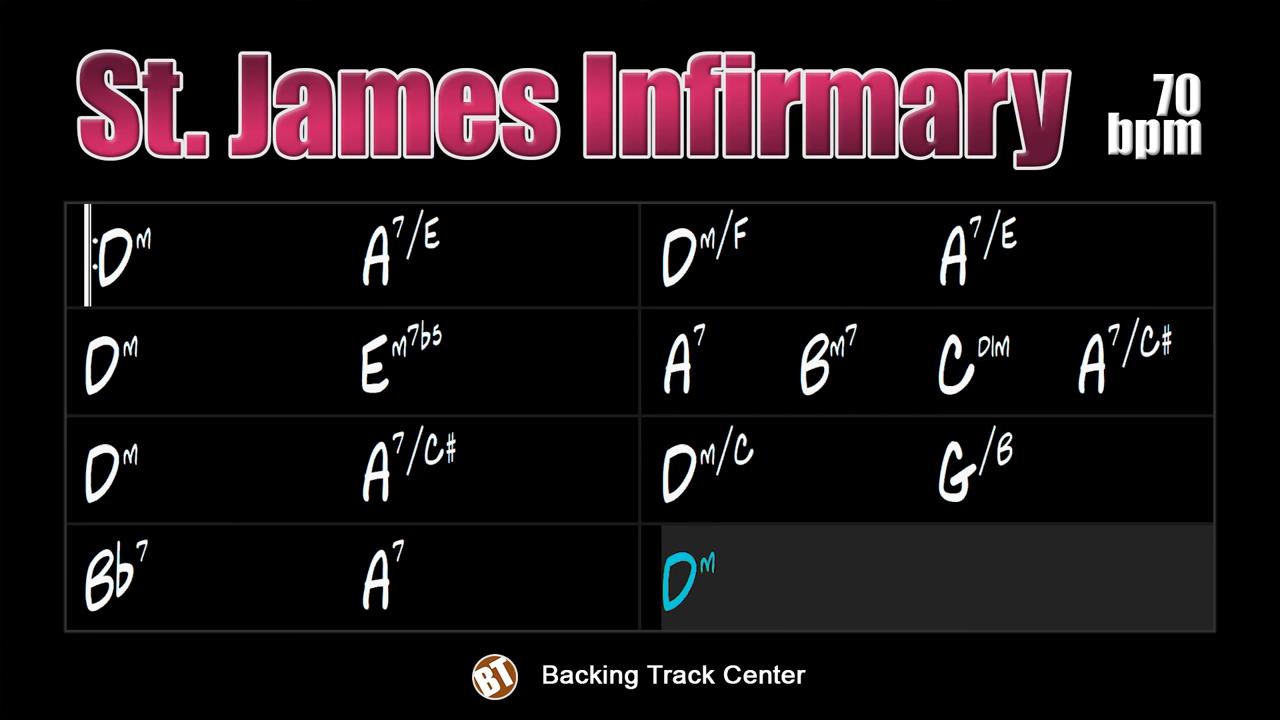 St. James Infirmary 70 bpm
Dm A7/E Dm/F A7/E
Dm Em7b5 A7 Bm7 Cdim A7/C#
Dm A7/C# Dm/C G/B
Bb7 A7 Dm
BT Backing Track Center